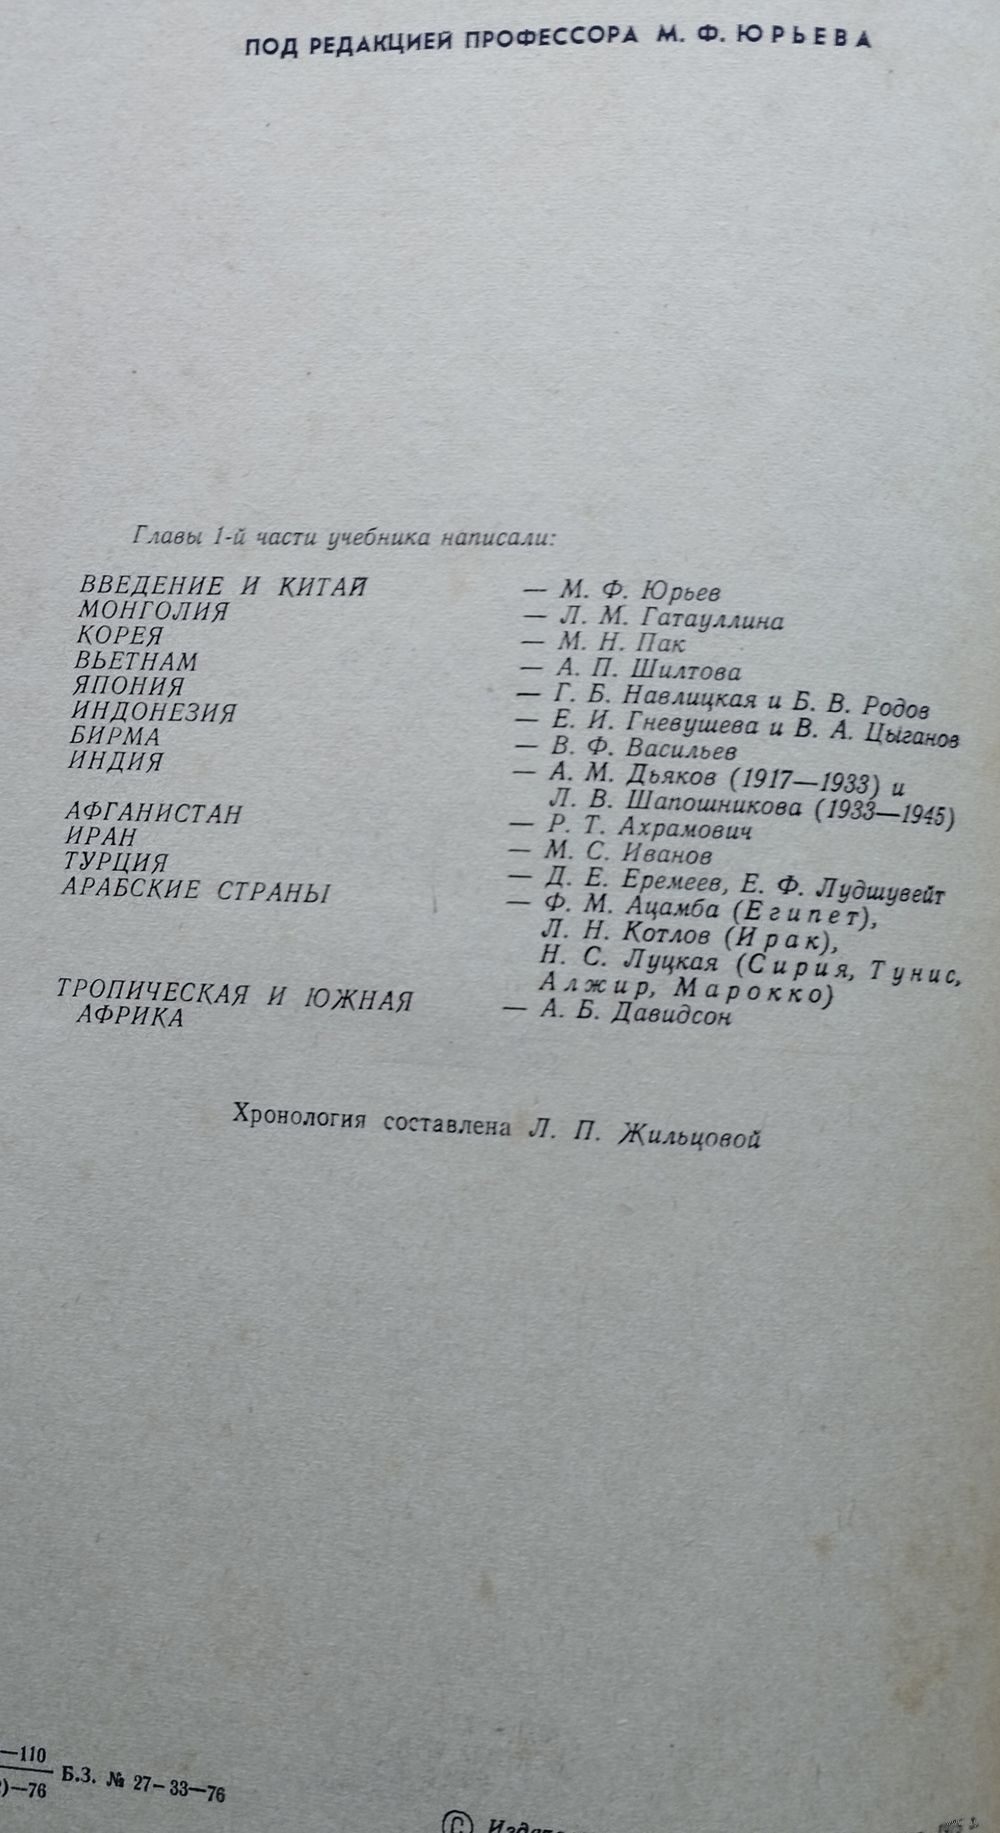 ПОД РЕДАКЦИЕЙ ПРОФЕССОРА М. Ф. ЮРЬЕВА
Главы 1-й части учебника написали:
ВВЕДЕНИЕ И КИТАЙ — М. Ф. Юрьев
МОНГОЛИЯ — Л. М. Гатауллина
КОРЕЯ — М. Н. Пак
ВЬЕТНАМ — А. П. Шилтова
ЯПОНИЯ — Г. Б. Навлицкая и Б. В. Родов
ИНДОНЕЗИЯ — Е. И. Гневушева и В. А. Цыганов
БИРМА — В. Ф. Васильев
ИНДИЯ — А. М. Дьяков (1917—1933) и
Л. В. Шапошникова (1933—1945)
АФГАНИСТАН — Р. Т. Ахрамович
ИРАН — М. С. Иванов
ТУРЦИЯ — Д. Е. Еремеев, Е. Ф. Лудшувейт
АРАБСКИЕ СТРАНЫ — Ф. М. Ацамба (Египет),
Л. Н. Котлов (Ирак),
Н. С. Луцкая (Сирия, Тунис,
Алжир, Марокко)
ТРОПИЧЕСКАЯ И ЮЖНАЯ
АФРИКА — А. Б. Давидсон
Хронология составлена Л. П. Жильцовой
—110
)—76 Б.З. № 27—33—76
©